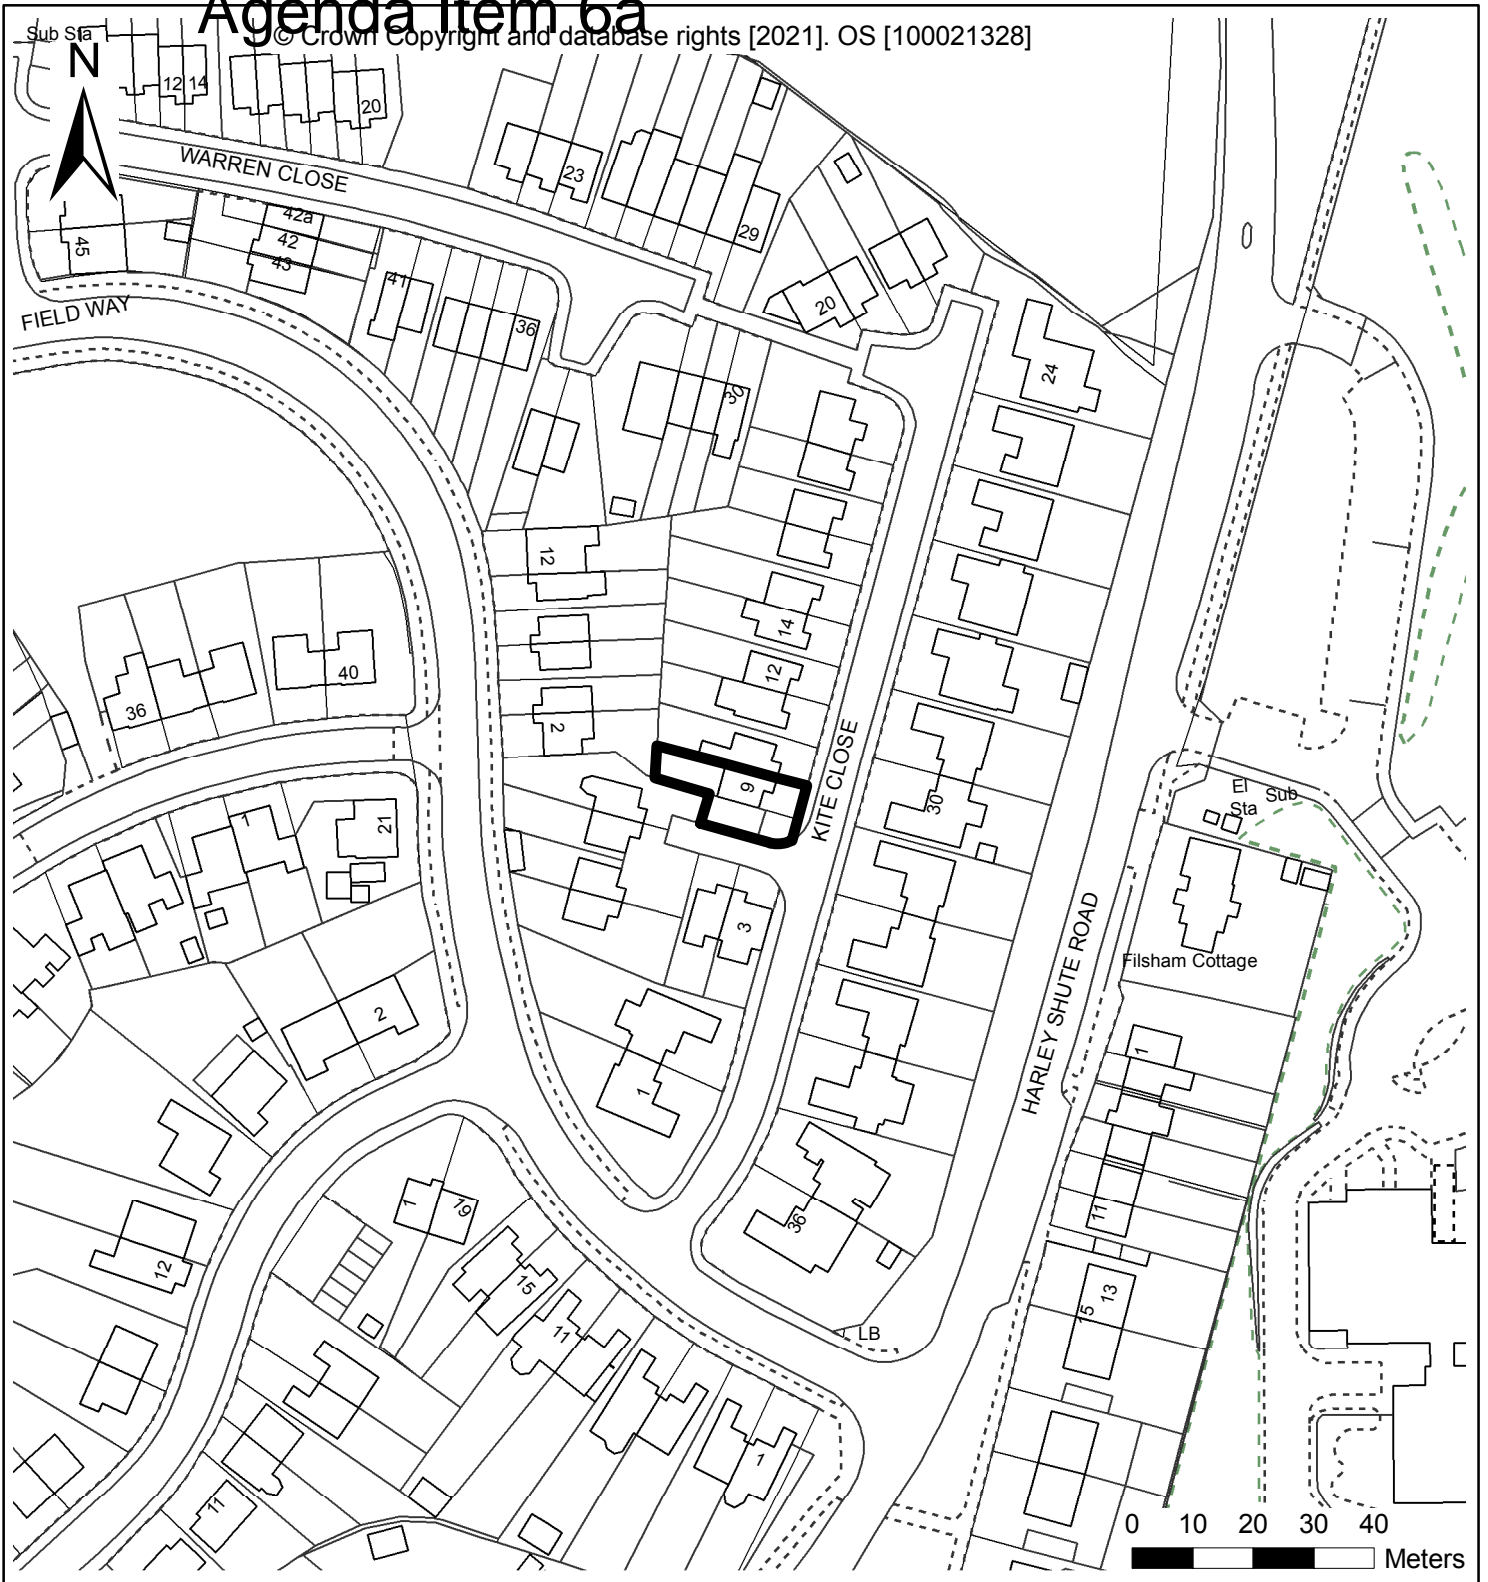 Agenda Item 6a
© Crown Copyright and database rights [2021]. OS [100021328]
Sub Sta
N
12 14
20
WARREN CLOSE
23
29
42a
42
43
45
41
36
20
FIELD WAY
30
24
12
14
12
40
36
2
9
KITE CLOSE
El
Sub
Sta
30
1
21
3
HARLEY SHUTE ROAD
Filsham Cottage
2
1
1
1
19
11
36
12
15
13
15
11
LB
1
11
0 10 20 30 40
Meters